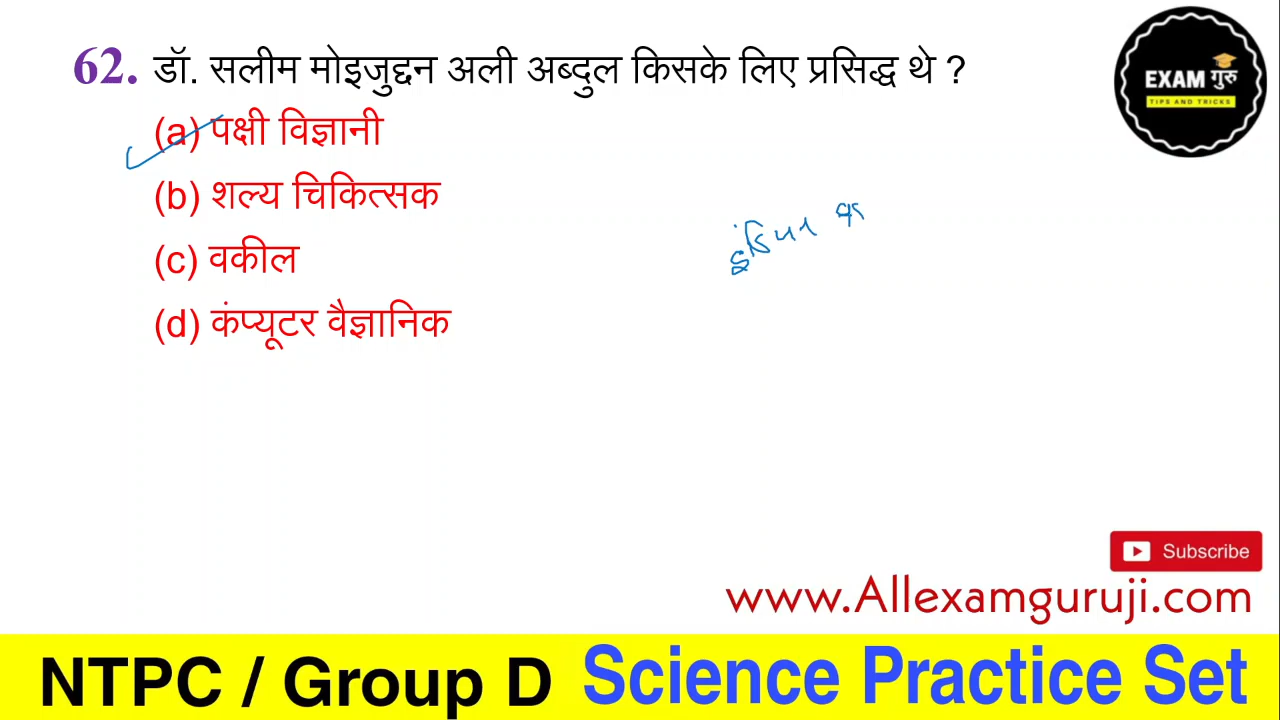 62. डॉ. सलीम मोइजुद्दन अली अब्दुल किसके लिए प्रसिद्ध थे ?
EXAM गुरु
TIPS AND TRICKS
(a) पक्षी विज्ञानी
(b) शल्य चिकित्सक
(c) वकील
(d) कंप्यूटर वैज्ञानिक
इंडियन
Subscribe
www.Allexamguruji.com
NTPC / Group D Science Practice Set